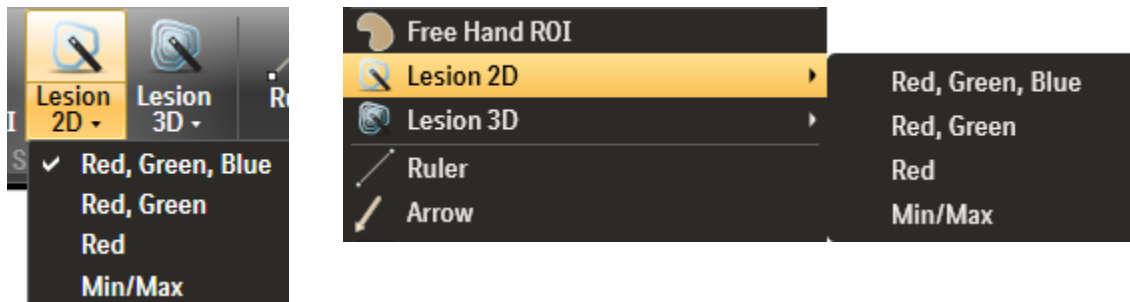 Lesion
2D
Lesion
3D
Red, Green, Blue
Red, Green
Red
Min/Max
Free Hand ROI
Lesion 2D
Lesion 3D
Ruler
Arrow
Red, Green, Blue
Red, Green
Red
Min/Max